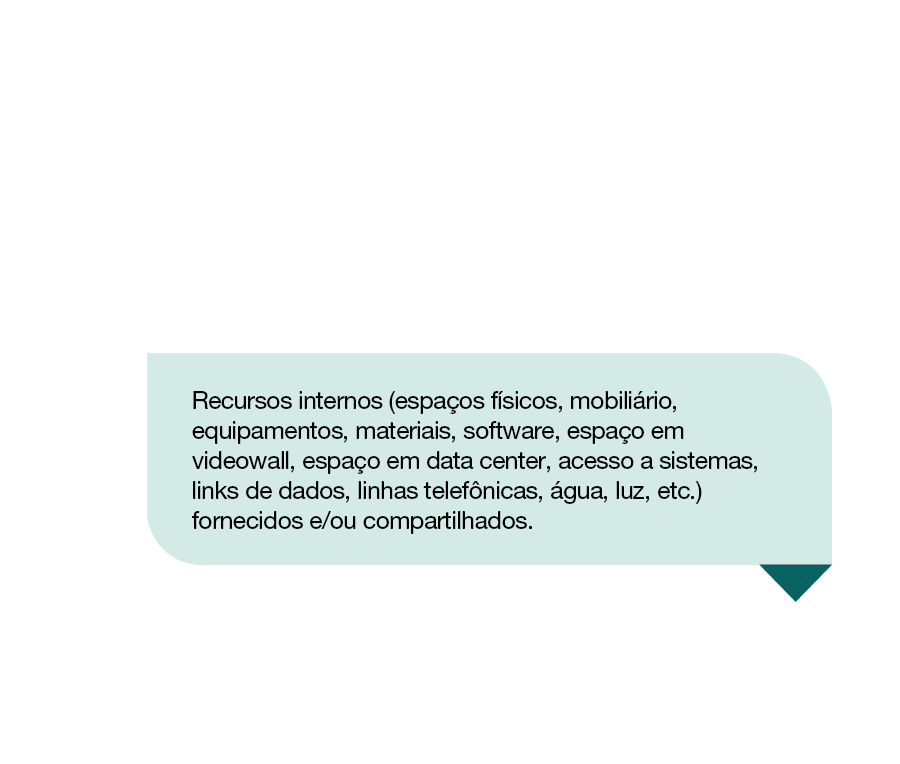 Recursos internos (espaços físicos, mobiliário,
equipamentos, materiais, software, espaço em
videowall, espaço em data center, acesso a sistemas,
links de dados, linhas telefônicas, água, luz, etc.)
fornecidos e/ou compartilhados.